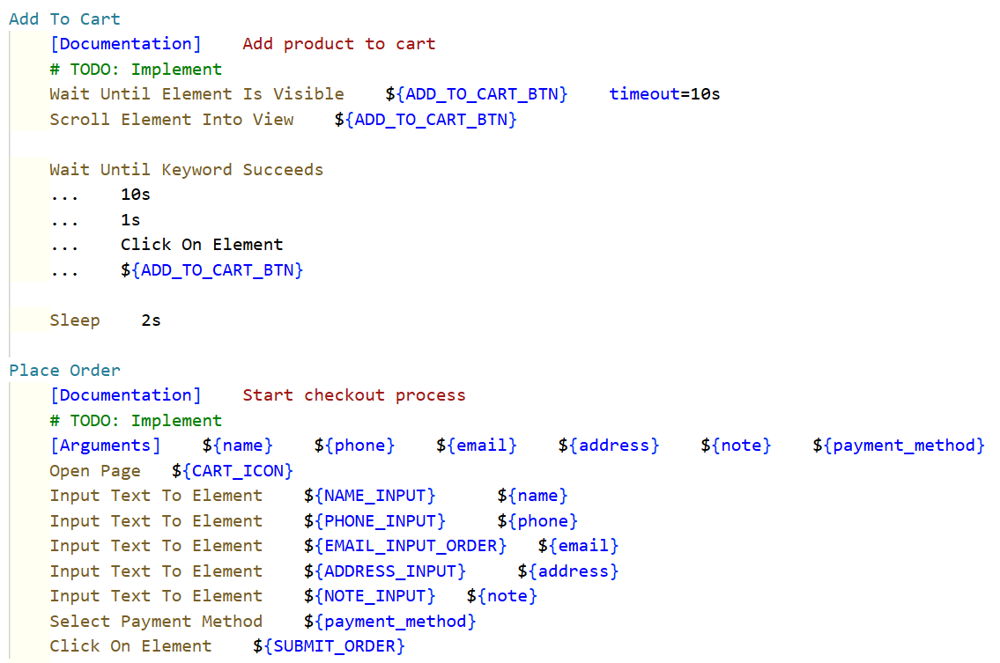 Add To Cart
    [Documentation]    Add product to cart
    # TODO: Implement
    Wait Until Element Is Visible    ${ADD_TO_CART_BTN}    timeout=10s
    Scroll Element Into View    ${ADD_TO_CART_BTN}

    Wait Until Keyword Succeeds
    ...    10s
    ...    1s
    ...    Click On Element
    ...    ${ADD_TO_CART_BTN}

    Sleep    2s

Place Order
    [Documentation]    Start checkout process
    # TODO: Implement
    [Arguments]    ${name}    ${phone}    ${email}    ${address}    ${note}    ${payment_method}
    Open Page   ${CART_ICON}
    Input Text To Element    ${NAME_INPUT}      ${name}
    Input Text To Element    ${PHONE_INPUT}     ${phone}
    Input Text To Element    ${EMAIL_INPUT_ORDER}   ${email}
    Input Text To Element    ${ADDRESS_INPUT}     ${address}
    Input Text To Element    ${NOTE_INPUT}   ${note}
    Select Payment Method    ${payment_method}
    Click On Element    ${SUBMIT_ORDER}